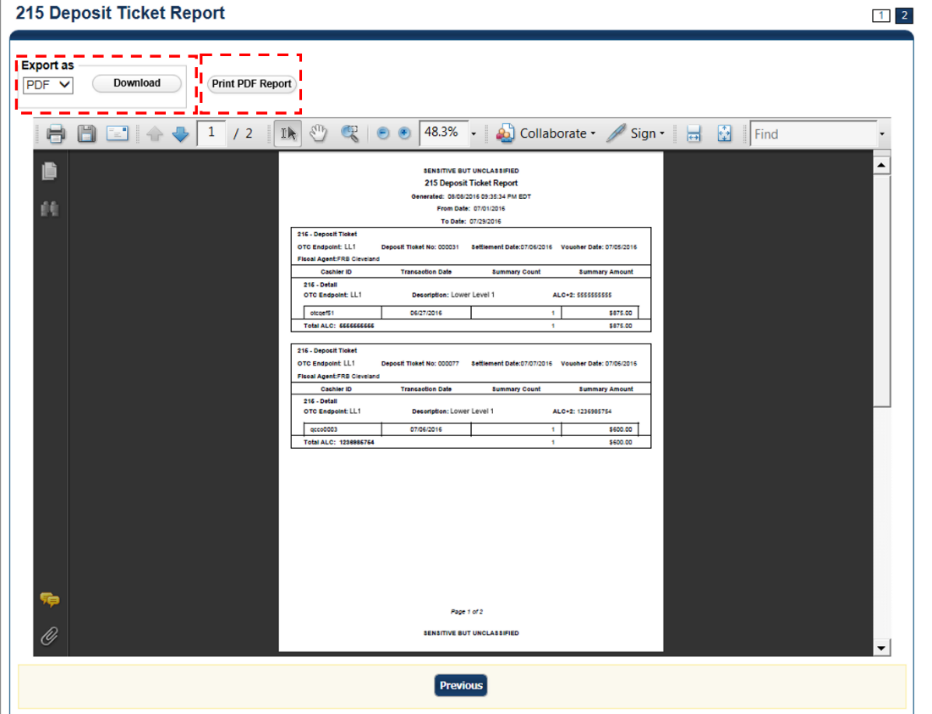 215 Deposit Ticket Report
1 2
Export as
PDF Download Print PDF Report
1 / 2 48.3% Collaborate Sign Find
SENSITIVE BUT UNCLASSIFIED
215 Deposit Ticket Report
Generated: 08/08/2016 09:35:34 PM EDT
From Date: 07/01/2016
To Date: 07/29/2016
215 - Deposit Ticket
OTC Endpoint: LL1 Deposit Ticket No: 000031 Settlement Date:07/06/2016 Voucher Date: 07/05/2016
Fiscal Agent:FRB Cleveland
Cashier ID Transaction Date Summary Count Summary Amount
215 - Detail
OTC Endpoint: LL1 Description: Lower Level 1 ALC+2: 5555555555
06/27/2016 1 $875.00
Total ALC: 5555555555 1 $875.00
215 - Deposit Ticket
OTC Endpoint: LL1 Deposit Ticket No: 000077 Settlement Date:07/07/2016 Voucher Date: 07/06/2016
Fiscal Agent:FRB Cleveland
Cashier ID Transaction Date Summary Count Summary Amount
215 - Detail
OTC Endpoint: LL1 Description: Lower Level 1 ALC+2: 1236985754
07/06/2016 1 $600.00
Total ALC: 1236985754 1 $600.00
Page 1 of 2
SENSITIVE BUT UNCLASSIFIED
Previous